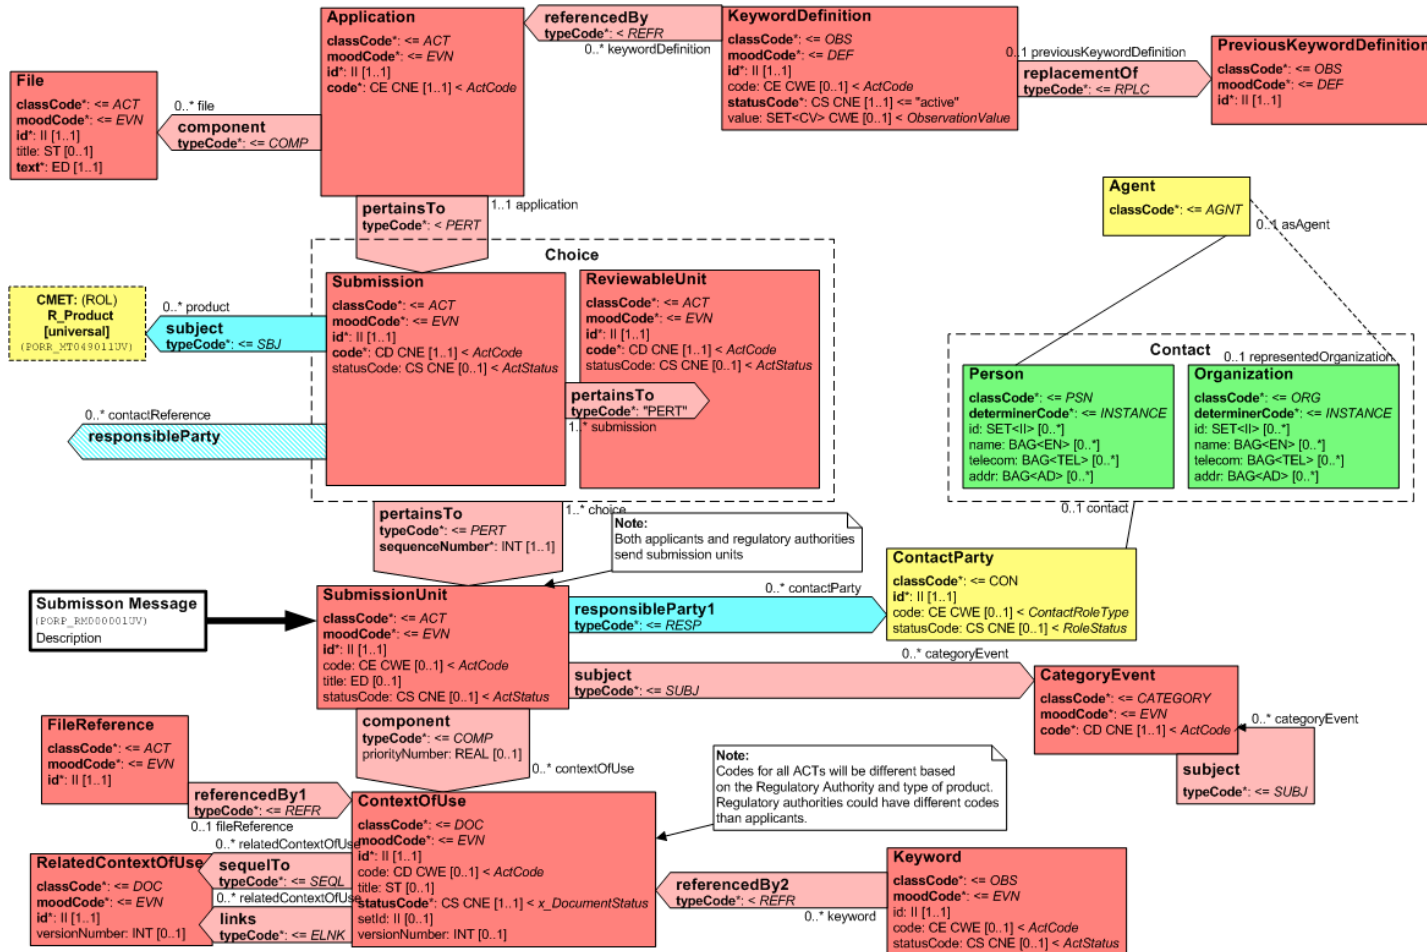 Application
classCode*: <= ACT
moodCode*: <= EVN
id*: II [1..1]
code*: CE CNE [1..1] < ActCode
referencedBy
typeCode*: < REFR
0..* keywordDefinition
KeywordDefinition
classCode*: <= OBS
moodCode*: <= DEF
id*: II [1..1]
code: CE CWE [0..1] < ActCode
statusCode*: CS CNE [1..1] <= "active"
value: SET<CV> CWE [0..1] < ObservationValue
0..1 previousKeywordDefinition
replacementOf
typeCode*: <= RPLC
PreviousKeywordDefinition
classCode*: <= OBS
moodCode*: <= DEF
id*: II [1..1]
File
classCode*: <= ACT
moodCode*: <= EVN
id*: II [1..1]
title: ST [0..1]
text*: ED [1..1]
0..* file
component
typeCode*: <= COMP
pertainsTo
typeCode*: < PERT
1..1 application
Agent
classCode*: <= AGNT
0..1 asAgent
Choice
Submission
classCode*: <= ACT
moodCode*: <= EVN
id*: II [1..1]
code*: CD CNE [1..1] < ActCode
statusCode: CS CNE [0..1] < ActStatus
ReviewableUnit
classCode*: <= ACT
moodCode*: <= EVN
id*: II [1..1]
code*: CD CNE [1..1] < ActCode
statusCode: CS CNE [0..1] < ActStatus
pertainsTo
typeCode*: "PERT"
1..* submission
CMET: (ROL)
R_Product
[universal]
(PORR_MT049011UV)
0..* product
subject
typeCode*: <= SBJ
0..* contactReference
responsibleParty
Contact
0..1 representedOrganization
Person
classCode*: <= PSN
determinerCode*: <= INSTANCE
id: SET<II> [0..*]
name: BAG<EN> [0..*]
telecom: BAG<TEL> [0..*]
addr: BAG<AD> [0..*]
Organization
classCode*: <= ORG
determinerCode*: <= INSTANCE
id: SET<II> [0..*]
name: BAG<EN> [0..*]
telecom: BAG<TEL> [0..*]
addr: BAG<AD> [0..*]
0..1 contact
pertainsTo
typeCode*: <= PERT
sequenceNumber*: INT [1..1]
1..* choice
Note:
Both applicants and regulatory authorities
send submission units
Submisson Message
(PORP_RM000001UV)
Description
SubmissionUnit
classCode*: <= ACT
moodCode*: <= EVN
id*: II [1..1]
code: CE CWE [0..1] < ActCode
title: ED [0..1]
statusCode: CS CNE [0..1] < ActStatus
0..* contactParty
responsibleParty1
typeCode*: <= RESP
ContactParty
classCode*: <= CON
id*: II [1..1]
code: CE CWE [0..1] < ContactRoleType
statusCode: CS CNE [0..1] < RoleStatus
0..* categoryEvent
subject
typeCode*: <= SUBJ
CategoryEvent
classCode*: <= CATEGORY
moodCode*: <= EVN
code*: CD CNE [1..1] < ActCode
0..* categoryEvent
subject
typeCode*: <= SUBJ
component
typeCode*: <= COMP
priorityNumber: REAL [0..1]
0..* contextOfUse
FileReference
classCode*: <= ACT
moodCode*: <= EVN
id*: II [1..1]
referencedBy1
typeCode*: <= REFR
0..1 fileReference
Note:
Codes for all ACTs will be different based
on the Regulatory Authority and type of product.
Regulatory authorities could have different codes
than applicants.
ContextOfUse
classCode*: <= DOC
moodCode*: <= EVN
id*: II [1..1]
code: CD CWE [0..1] < ActCode
title: ST [0..1]
statusCode*: CS CNE [1..1] < x_DocumentStatus
setId: II [0..1]
versionNumber: INT [0..1]
0..* relatedContextOfUse
sequelTo
typeCode*: <= SEQL
0..* relatedContextOfUse
links
typeCode*: <= ELNK
RelatedContextOfUse
classCode*: <= DOC
moodCode*: <= EVN
id*: II [1..1]
versionNumber: INT [0..1]
referencedBy2
typeCode*: < REFR
0..* keyword
Keyword
classCode*: <= OBS
moodCode*: <= EVN
id: II [1..1]
code: CE CWE [0..1] < ActCode
statusCode: CS CNE [0..1] < ActStatus